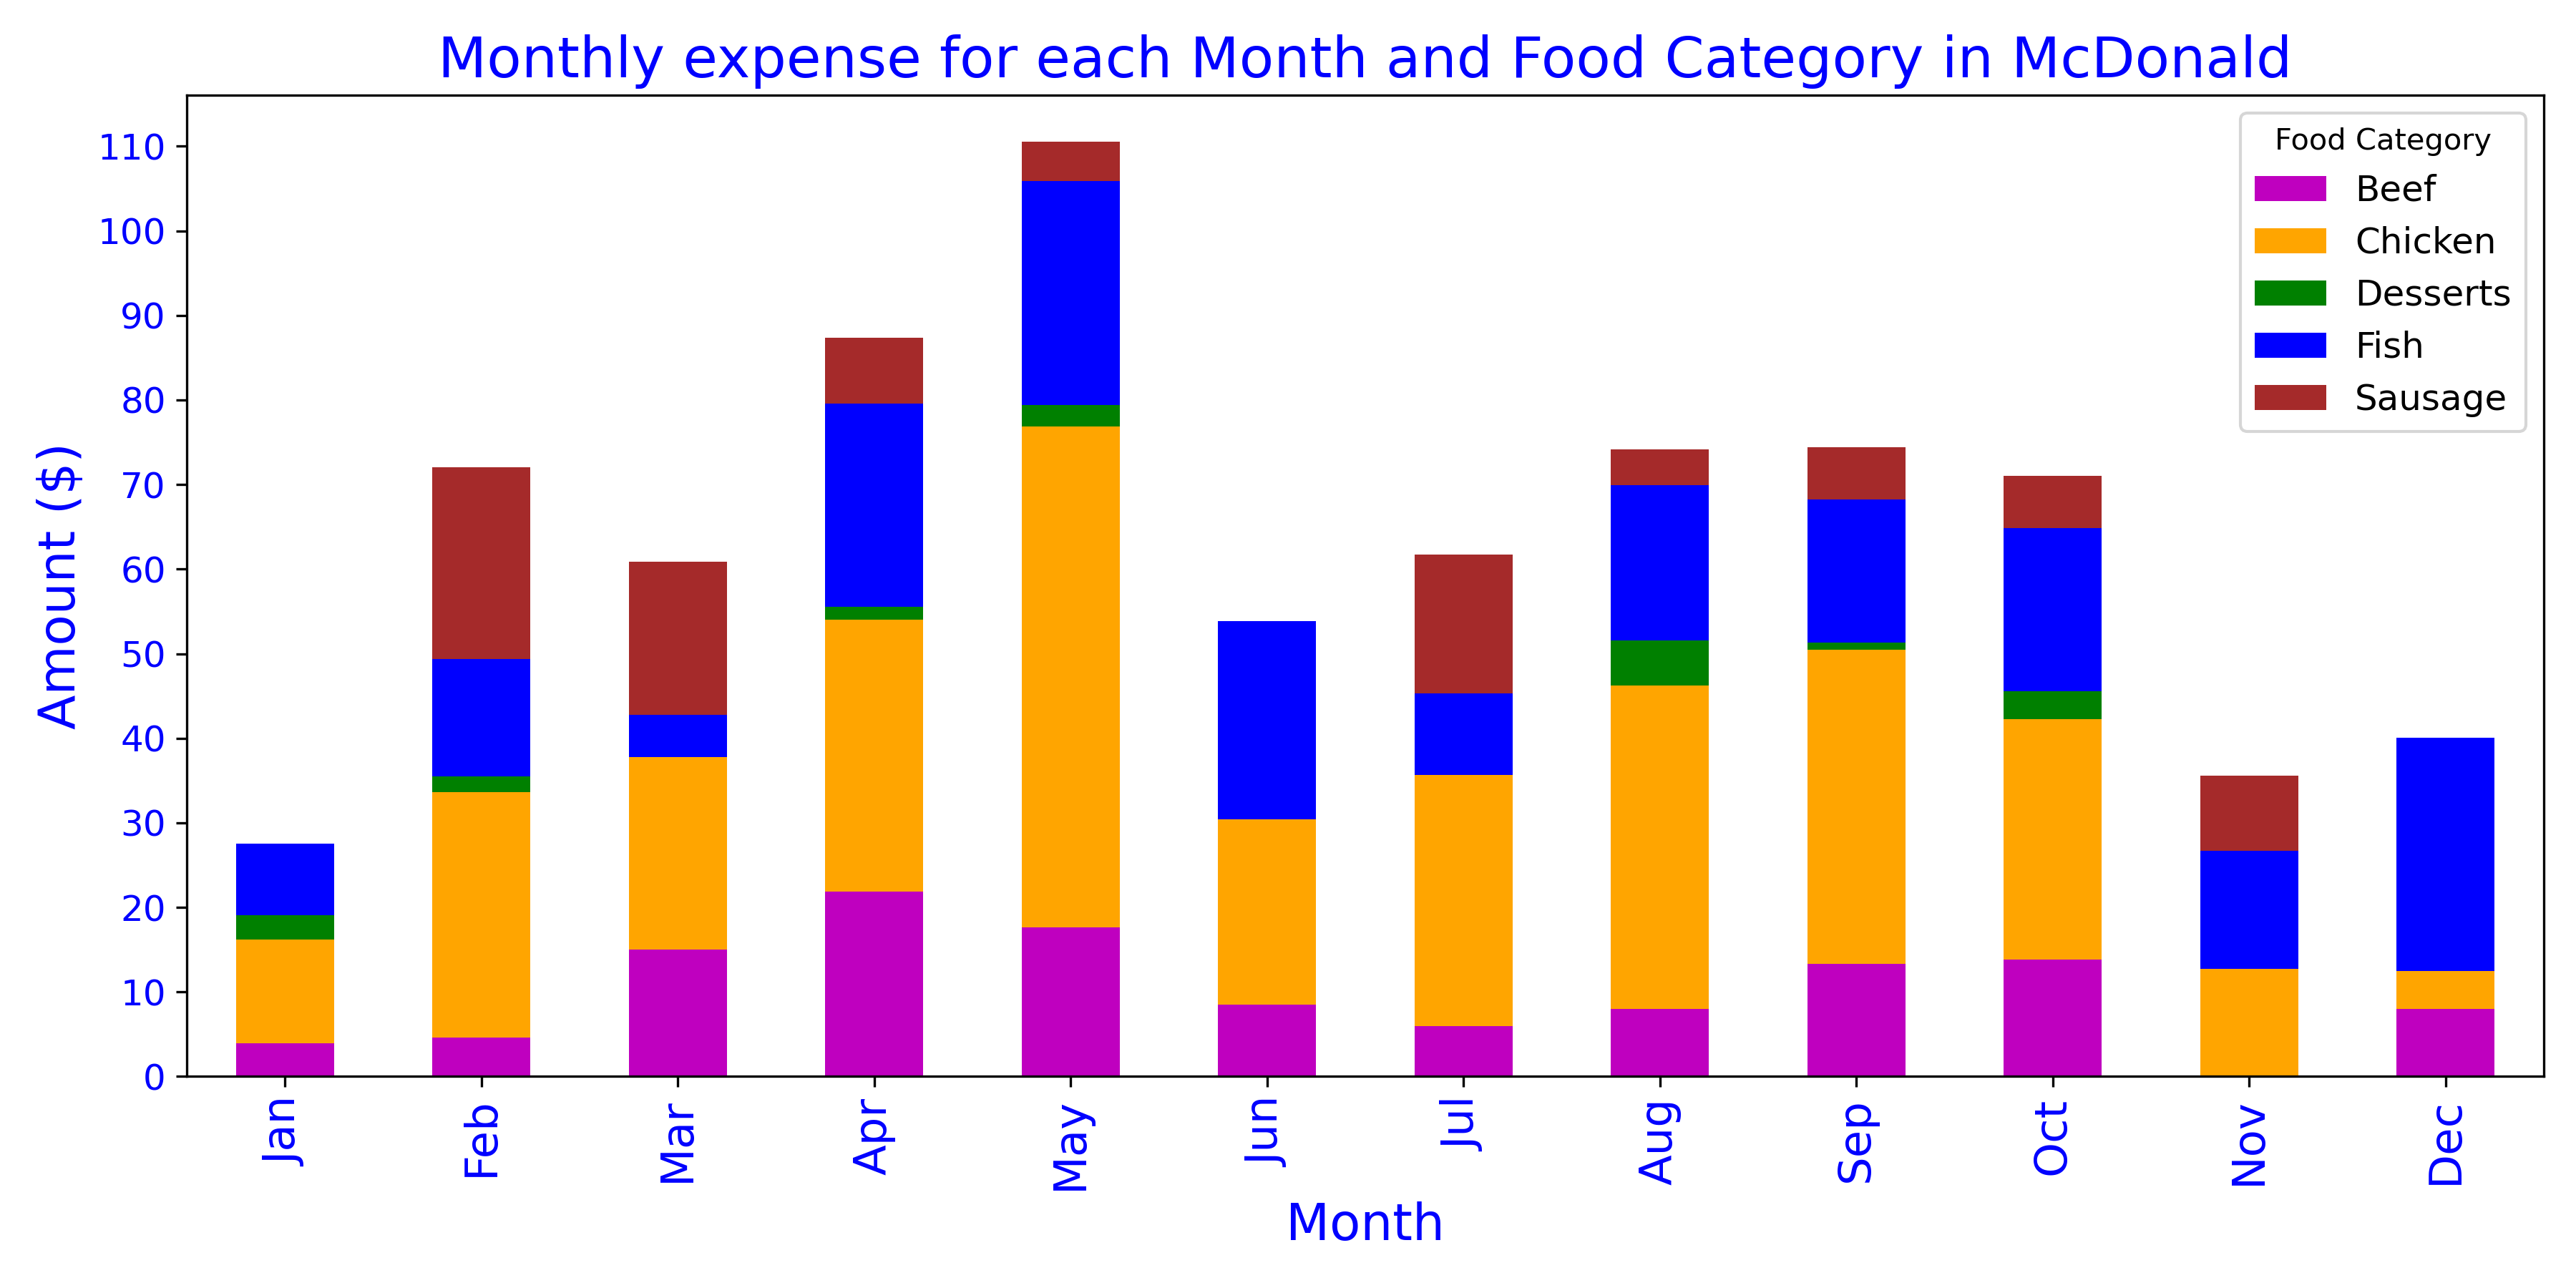 Monthly expense for each Month and Food Category in McDonald
Amount ($)
110
100
90
80
70
60
50
40
30
20
10
0
Food Category
Beef
Chicken
Desserts
Fish
Sausage
Jan
Feb
Mar
Apr
May
Jun
Jul
Aug
Sep
Oct
Nov
Dec
Month